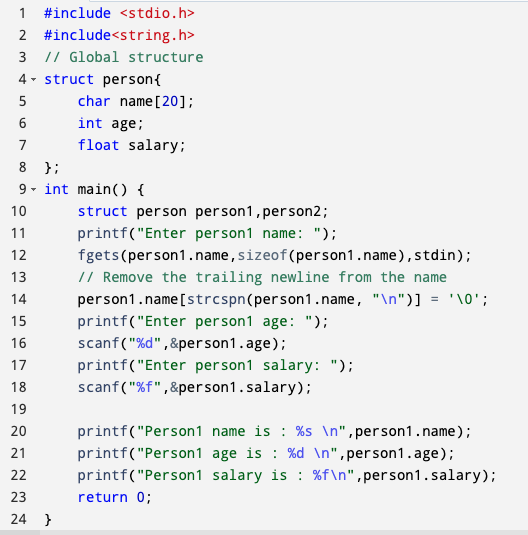 1 #include <stdio.h>
2 #include<string.h>
3 // Global structure
4 struct person{
5 char name[20];
6 int age;
7 float salary;
8 };
9 int main() {
10 struct person person1,person2;
11 printf("Enter person1 name: ");
12 fgets(person1.name,sizeof(person1.name),stdin);
13 // Remove the trailing newline from the name
14 person1.name[strcspn(person1.name, "\n")] = '\0';
15 printf("Enter person1 age: ");
16 scanf("%d",&person1.age);
17 printf("Enter person1 salary: ");
18 scanf("%f",&person1.salary);
19
20 printf("Person1 name is : %s \n",person1.name);
21 printf("Person1 age is : %d \n",person1.age);
22 printf("Person1 salary is : %f\n",person1.salary);
23 return 0;
24 }